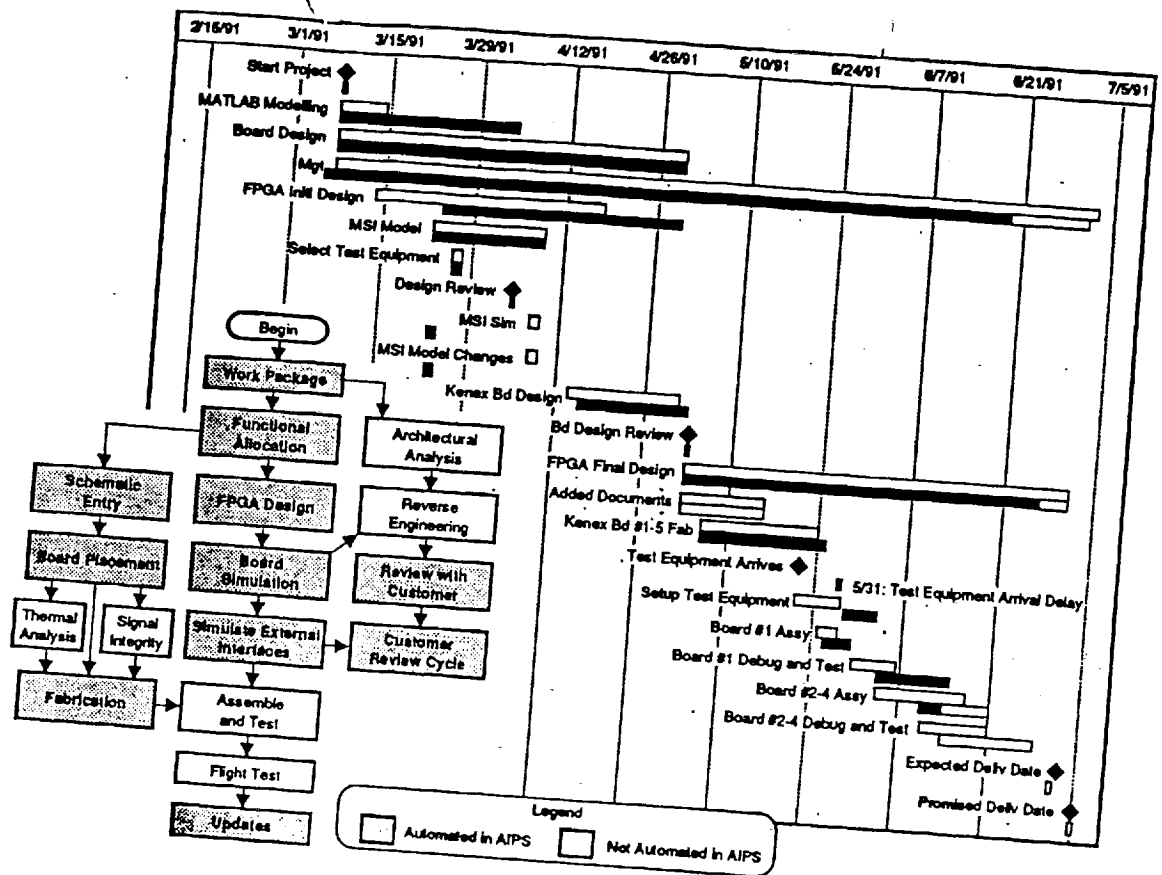 2/15/91 3/1/91 3/15/91 3/29/91 4/12/91 4/26/91 5/10/91 5/24/91 6/7/91 6/21/91 7/5/91
Start Project
MATLAB Modelling
Board Design
Mgt
FPGA Initl Design
MSI Model
Select Test Equipment
Design Review
MSI Sim
MSI Model Changes
Kenax Bd Design
Bd Design Review
FPGA Final Design
Added Documents
Kenax Bd #1-5 Fab
Test Equipment Arrives
5/31: Test Equipment Arrival Delay
Setup Test Equipment
Board #1 Assy
Board #1 Debug and Test
Board #2-4 Assy
Board #2-4 Debug and Test
Expected Deliv Date
Promised Deliv Date
Begin
Work Package
Functional
Allocation
Architectural
Analysis
Schematic
Entry
FPGA Design
Reverse
Engineering
Board Placement
Board
Simulation
Review with
Customer
Thermal
Analysis
Signal
Integrity
Simulate External
Interfaces
Customer
Review Cycle
Fabrication
Assemble
and Test
Flight Test
Updates
Legend
Automated in AIPS
Not Automated in AIPS